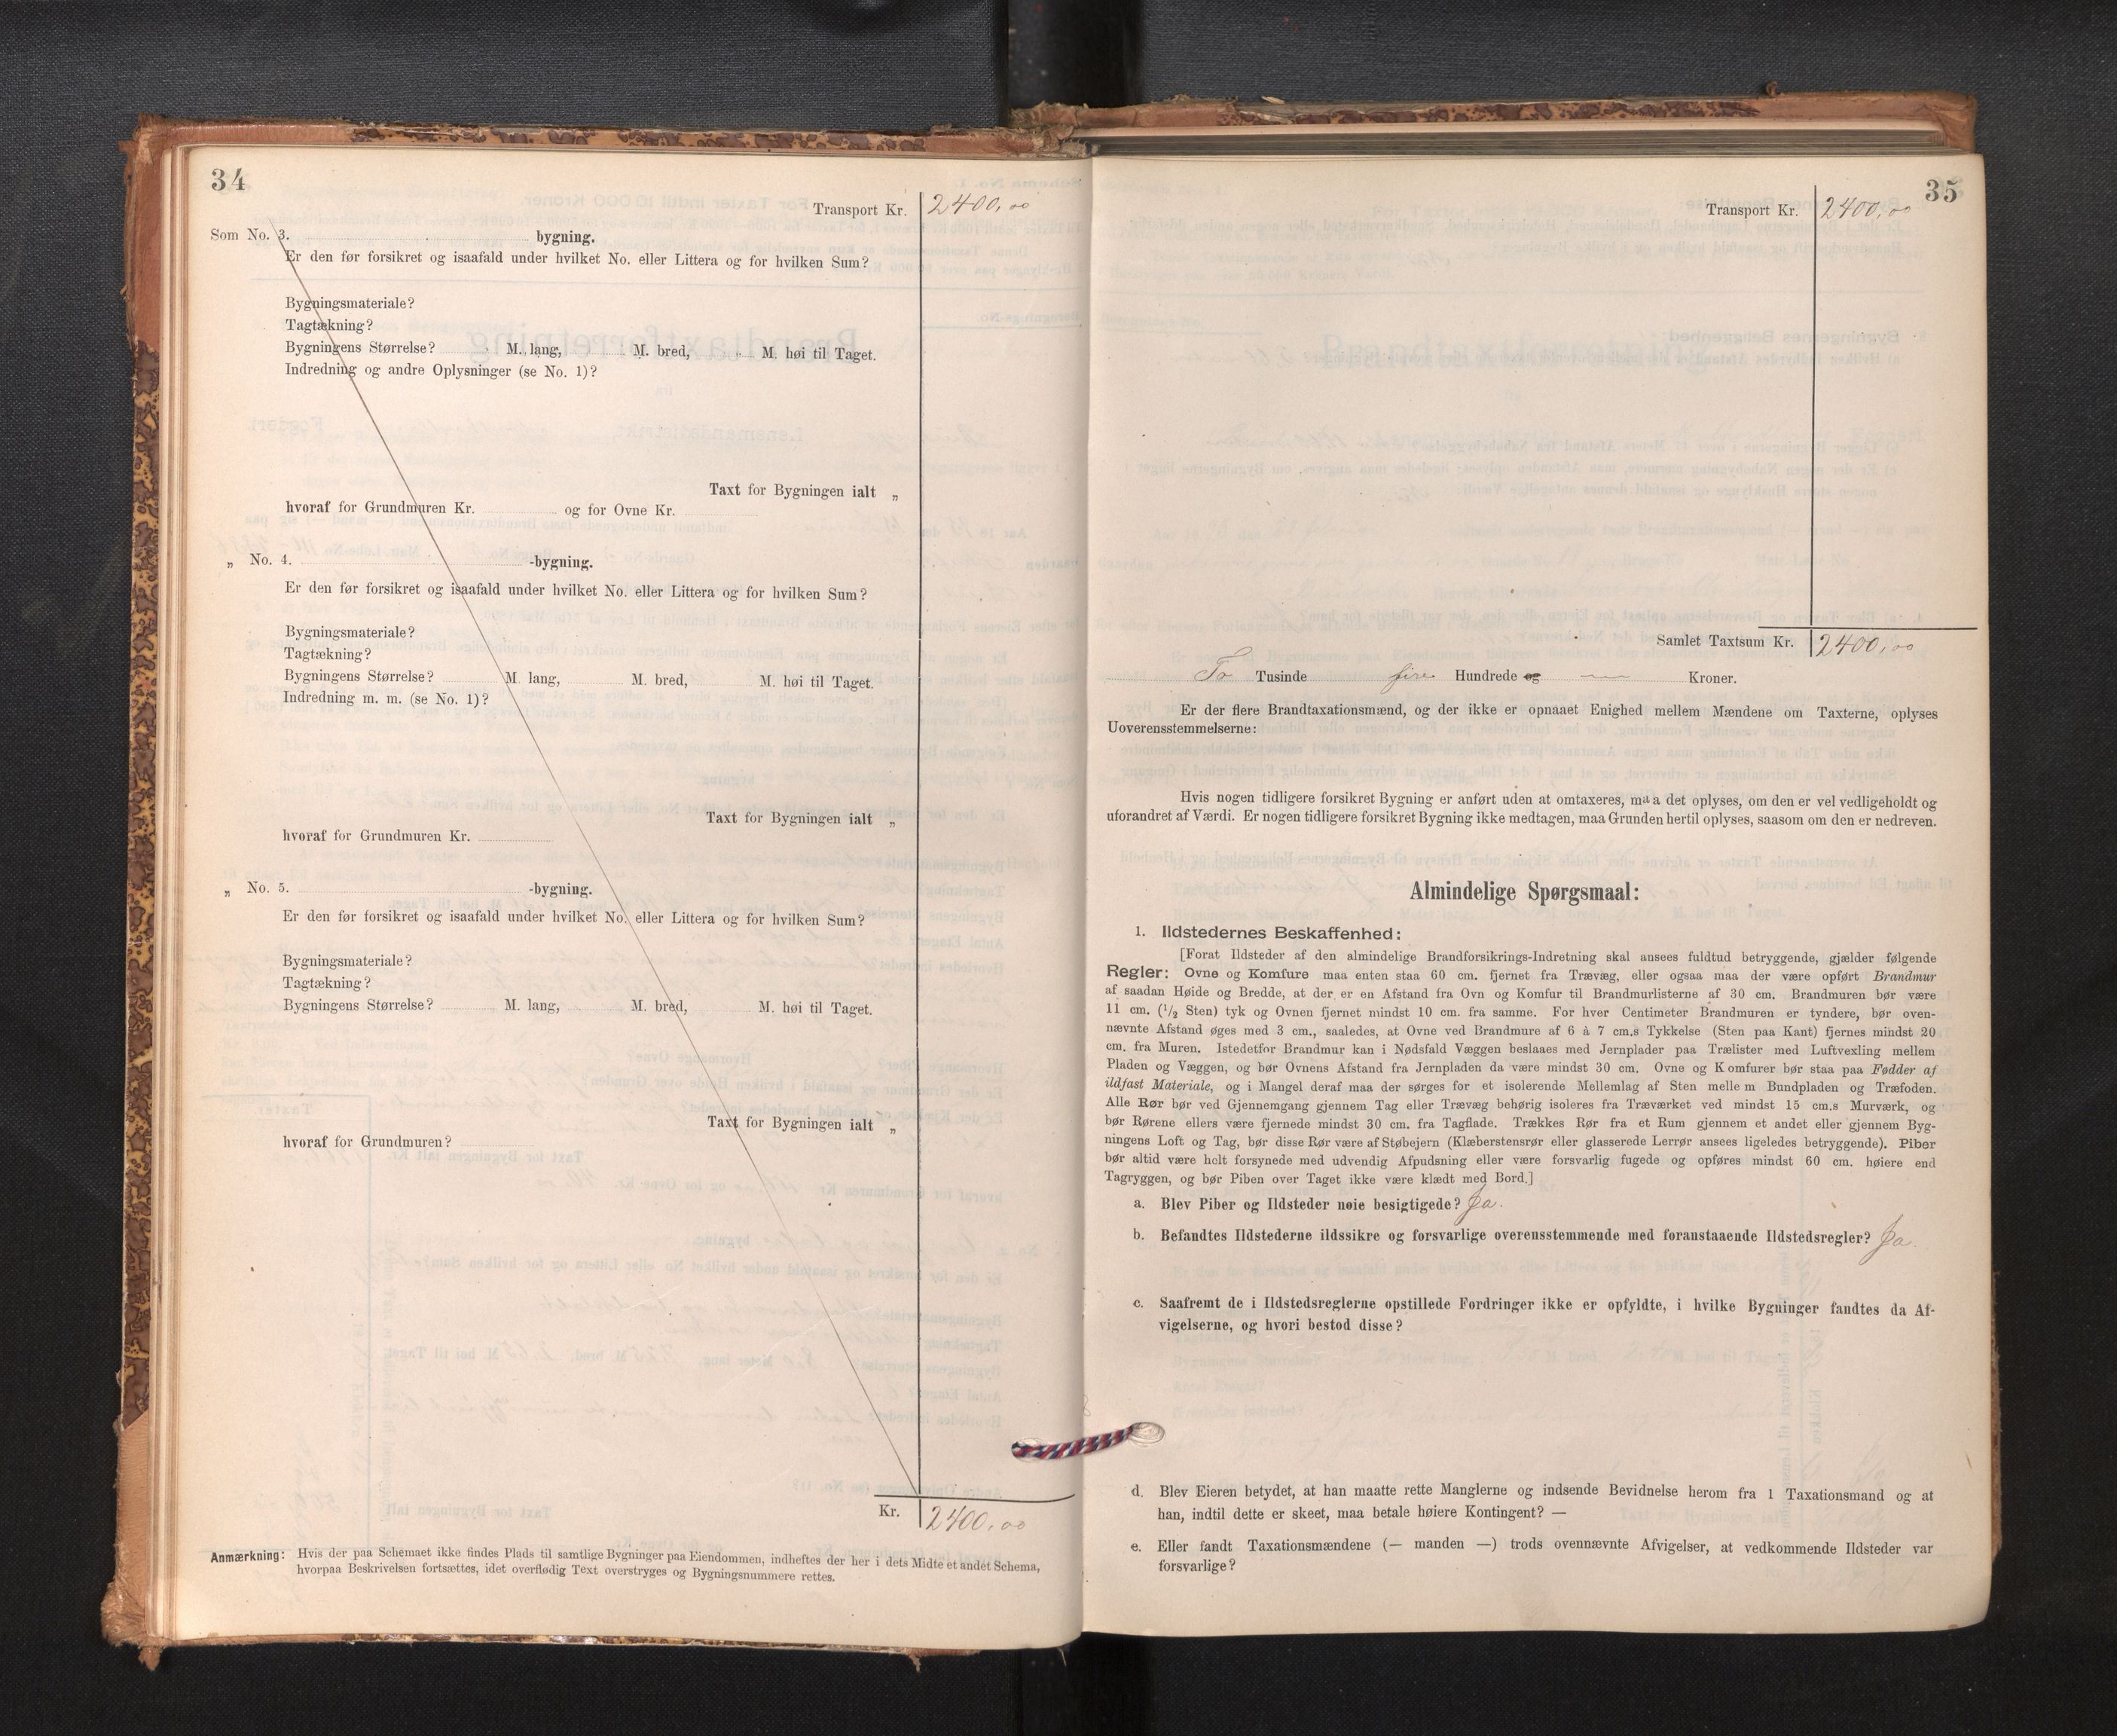 34
Transport Kr. 2400,00
Som No. 3. bygning.
Er den før forsikret og isaafald under hvilket No. eller Littera og for hvilken Sum?
Bygningsmateriale?
Tagtækning?
Bygningens Størrelse? M. lang, M. bred, M. høi til Taget.
Indredning og andre Oplysninger (se No. 1)?
Taxt for Bygningen ialt „
hvoraf for Grundmuren Kr. og for Ovne Kr.
„ No. 4. -bygning.
Er den før forsikret og isaafald under hvilket No. eller Littera og for hvilken Sum?
Bygningsmateriale?
Tagtækning?
Bygningens Størrelse? M. lang, M. bred, M. høi til Taget.
Indredning m. m. (se No. 1)?
Taxt for Bygningen ialt „
hvoraf for Grundmuren Kr.
„ No. 5. -bygning.
Er den før forsikret og isaafald under hvilket No. eller Littera og for hvilken Sum?
Bygningsmateriale?
Tagtækning?
Bygningens Størrelse? M. lang, M. bred, M. høi til Taget.
Taxt for Bygningen ialt „
hvoraf for Grundmuren?
Kr. 2400,00
Anmærkning: Hvis der paa Schemaet ikke findes Plads til samtlige Bygninger paa Eiendommen, indheftes der her i dets Midte et andet Schema,
hvorpaa Beskrivelsen fortsættes, idet overflødig Text overstryges og Bygningsnummere rettes.
35
Transport Kr. 2400,00
Samlet Taxtsum Kr. 2400,00
To Tusinde fire Hundrede og — Kroner.
Er der flere Brandtaxationsmænd, og der ikke er opnaaet Enighed mellem Mændene om Taxterne, oplyses
Uoverensstemmelserne:
Hvis nogen tidligere forsikret Bygning er anført uden at omtaxeres, maa det oplyses, om den er vel vedligeholdt og
uforandret af Værdi. Er nogen tidligere forsikret Bygning ikke medtagen, maa Grunden hertil oplyses, saasom om den er nedreven.
Almindelige Spørgsmaal:
1. Ildstedernes Beskaffenhed:
[Forat Ildsteder af den almindelige Brandforsikrings-Indretning skal ansees fuldtud betryggende, gjælder følgende
Regler: Ovne og Komfure maa enten staa 60 cm. fjernet fra Trævæg, eller ogsaa maa der være opført Brandmur
af saadan Høide og Bredde, at der er en Afstand fra Ovn og Komfur til Brandmurlisterne af 30 cm. Brandmuren bør være
11 cm. (1/2 Sten) tyk og Ovnen fjernet mindst 10 cm. fra samme. For hver Centimeter Brandmuren er tyndere, bør oven-
nævnte Afstand øges med 3 cm., saaledes, at Ovne ved Brandmure af 6 à 7 cm.s Tykkelse (Sten paa Kant) fjernes mindst 20
cm. fra Muren. Istedetfor Brandmur kan i Nødsfald Væggen beslaaes med Jernplader paa Trælister med Luftvexling mellem
Pladen og Væggen, og bør Ovnens Afstand fra Jernpladen da være mindst 30 cm. Ovne og Komfurer bør staa paa Fødder af
ildfast Materiale, og i Mangel deraf maa der sørges for et isolerende Mellemlag af Sten mellem Bundpladen og Træfoden.
Alle Rør bør ved Gjennemgang gjennem Tag eller Trævæg behørig isoleres fra Træværket ved mindst 15 cm.s Murværk, og
bør Rørene ellers være fjernede mindst 30 cm. fra Tagflade. Trækkes Rør fra et Rum gjennem et andet eller gjennem Byg-
ningens Loft og Tag, bør disse Rør være af Støbejern (Klæberstensrør eller glasserede Lerrør ansees ligeledes betryggende). Piber
bør altid være helt forsynede med udvendig Afpudsning eller være forsvarlig fugede og opføres mindst 60 cm. høiere end
Tagryggen, og bør Piben over Taget ikke være klædt med Bord.]
a. Blev Piber og Ildsteder nøie besigtigede? Ja.
b. Befandtes Ildstederne ildssikre og forsvarlige overensstemmende med foranstaaende Ildstedsregler? Ja.
c. Saafremt de i Ildstedsreglerne opstillede Fordringer ikke er opfyldte, i hvilke Bygninger fandtes da Af-
vigelserne, og hvori bestod disse?
d. Blev Eieren betydet, at han maatte rette Manglerne og indsende Bevidnelse herom fra 1 Taxationsmand og at
han, indtil dette er skeet, maa betale høiere Kontingent? —
e. Eller fandt Taxationsmændene (— manden —) trods ovennævnte Afvigelser, at vedkommende Ildsteder var
forsvarlige?